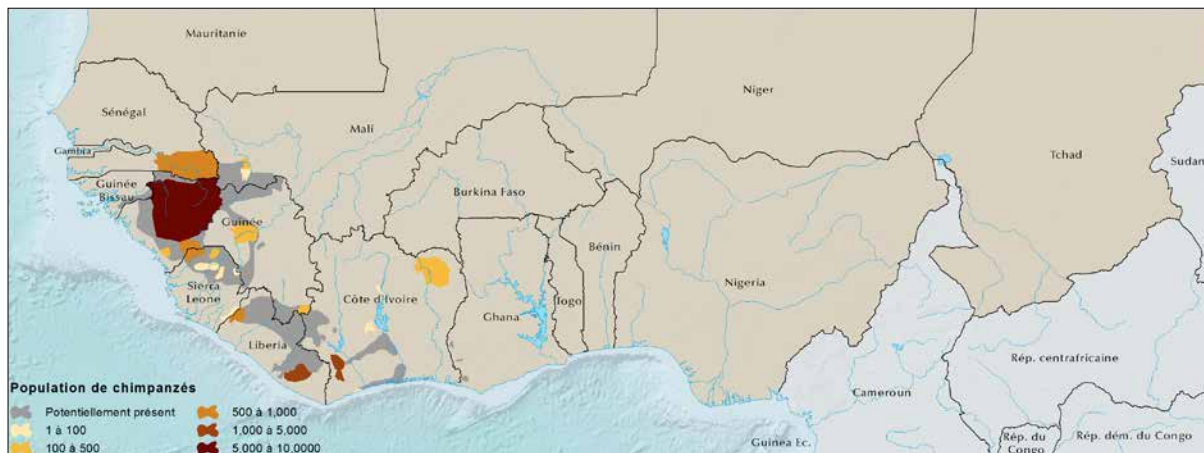 Mauritanie
Niger
Mali
Tchad
Sudan
Sénégal
Gambia
Guinée
Bissau
Burkina Faso
Guinée
Bénin
Nigeria
Sierra
Leone
Côte d'Ivoire
Ghana
Togo
Liberia
Rép. centrafricaine
Cameroun
Guinea Ec.
Rép. du
Congo
Rép. dém. du Congo
Population de chimpanzés
Potentiellement présent
1 à 100
100 à 500
500 à 1,000
1,000 à 5,000
5.000 à 10.0000